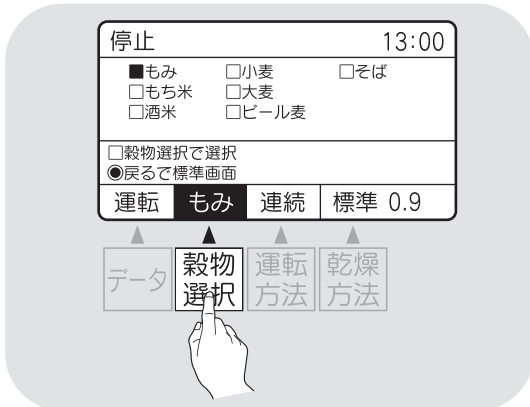 停止 13:00
■もみ □小麦 □そば
□もち米 □大麦
□酒米 □ビール麦
□穀物選択で選択
◉戻るで標準画面
運転 もみ 連続 標準 0.9
データ 穀物選択 運転方法 乾燥方法